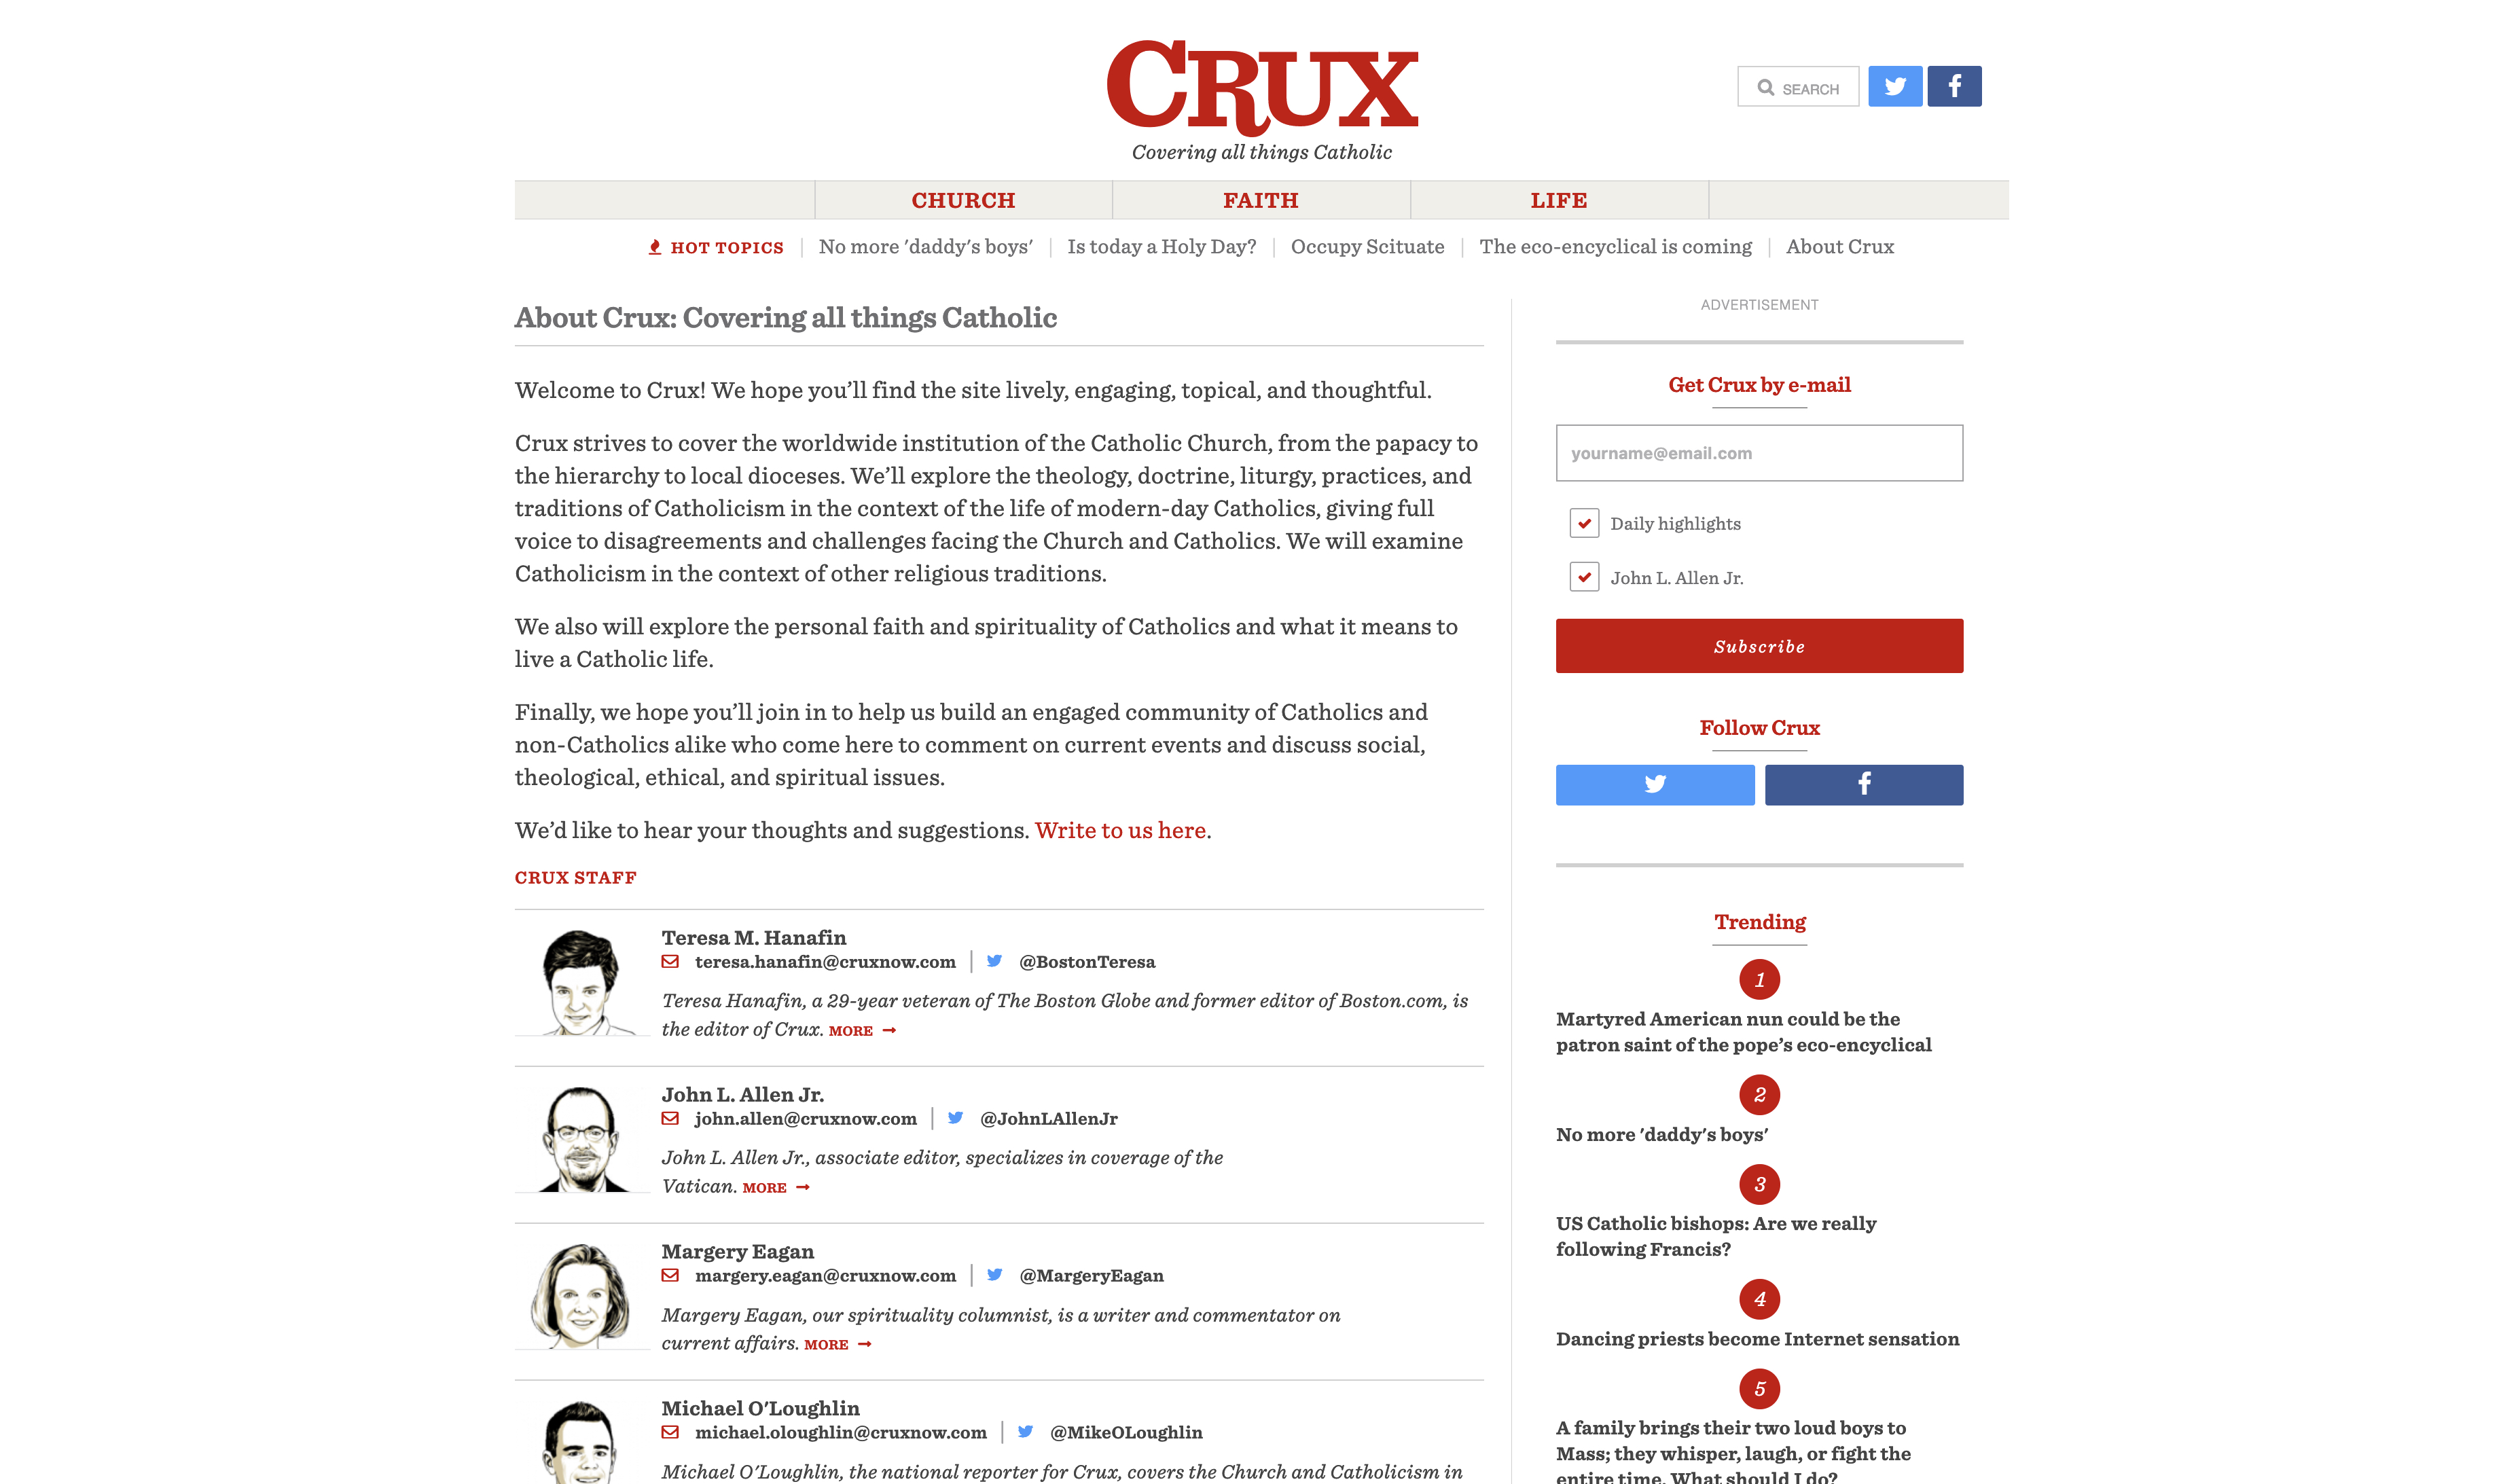 CRUX
Covering all things Catholic
SEARCH
CHURCH
FAITH
LIFE
HOT TOPICS
No more 'daddy's boys'
Is today a Holy Day?
Occupy Scituate
The eco-encyclical is coming
About Crux
About Crux: Covering all things Catholic
Welcome to Crux! We hope you’ll find the site lively, engaging, topical, and thoughtful.
Crux strives to cover the worldwide institution of the Catholic Church, from the papacy to
the hierarchy to local dioceses. We’ll explore the theology, doctrine, liturgy, practices, and
traditions of Catholicism in the context of the life of modern-day Catholics, giving full
voice to disagreements and challenges facing the Church and Catholics. We will examine
Catholicism in the context of other religious traditions.
We also will explore the personal faith and spirituality of Catholics and what it means to
live a Catholic life.
Finally, we hope you’ll join in to help us build an engaged community of Catholics and
non-Catholics alike who come here to comment on current events and discuss social,
theological, ethical, and spiritual issues.
We’d like to hear your thoughts and suggestions. Write to us here.
CRUX STAFF
Teresa M. Hanafin
teresa.hanafin@cruxnow.com
@BostonTeresa
Teresa Hanafin, a 29-year veteran of The Boston Globe and former editor of Boston.com, is
the editor of Crux. MORE
John L. Allen Jr.
john.allen@cruxnow.com
@JohnLAllenJr
John L. Allen Jr., associate editor, specializes in coverage of the
Vatican. MORE
Margery Eagan
margery.eagan@cruxnow.com
@MargeryEagan
Margery Eagan, our spirituality columnist, is a writer and commentator on
current affairs. MORE
Michael O'Loughlin
michael.oloughlin@cruxnow.com
@MikeOLoughlin
Michael O'Loughlin, the national reporter for Crux, covers the Church and Catholicism in
ADVERTISEMENT
Get Crux by e-mail
yourname@email.com
Daily highlights
John L. Allen Jr.
Subscribe
Follow Crux
Trending
1
Martyred American nun could be the
patron saint of the pope’s eco-encyclical
2
No more 'daddy's boys'
3
US Catholic bishops: Are we really
following Francis?
4
Dancing priests become Internet sensation
5
A family brings their two loud boys to
Mass; they whisper, laugh, or fight the
entire time. What should I do?